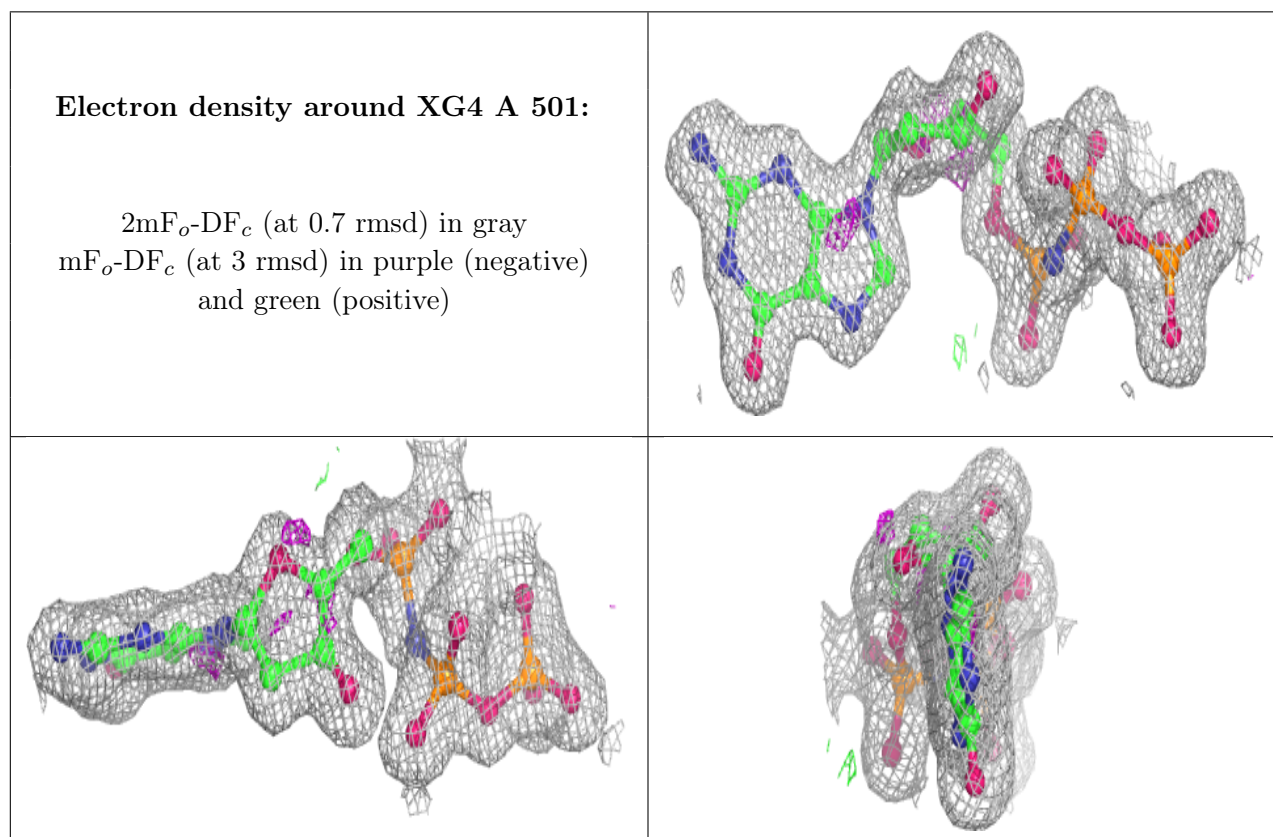 Electron density around XG4 A 501:
2mFₒ-DF𝒸 (at 0.7 rmsd) in gray
mFₒ-DF𝒸 (at 3 rmsd) in purple (negative)
and green (positive)